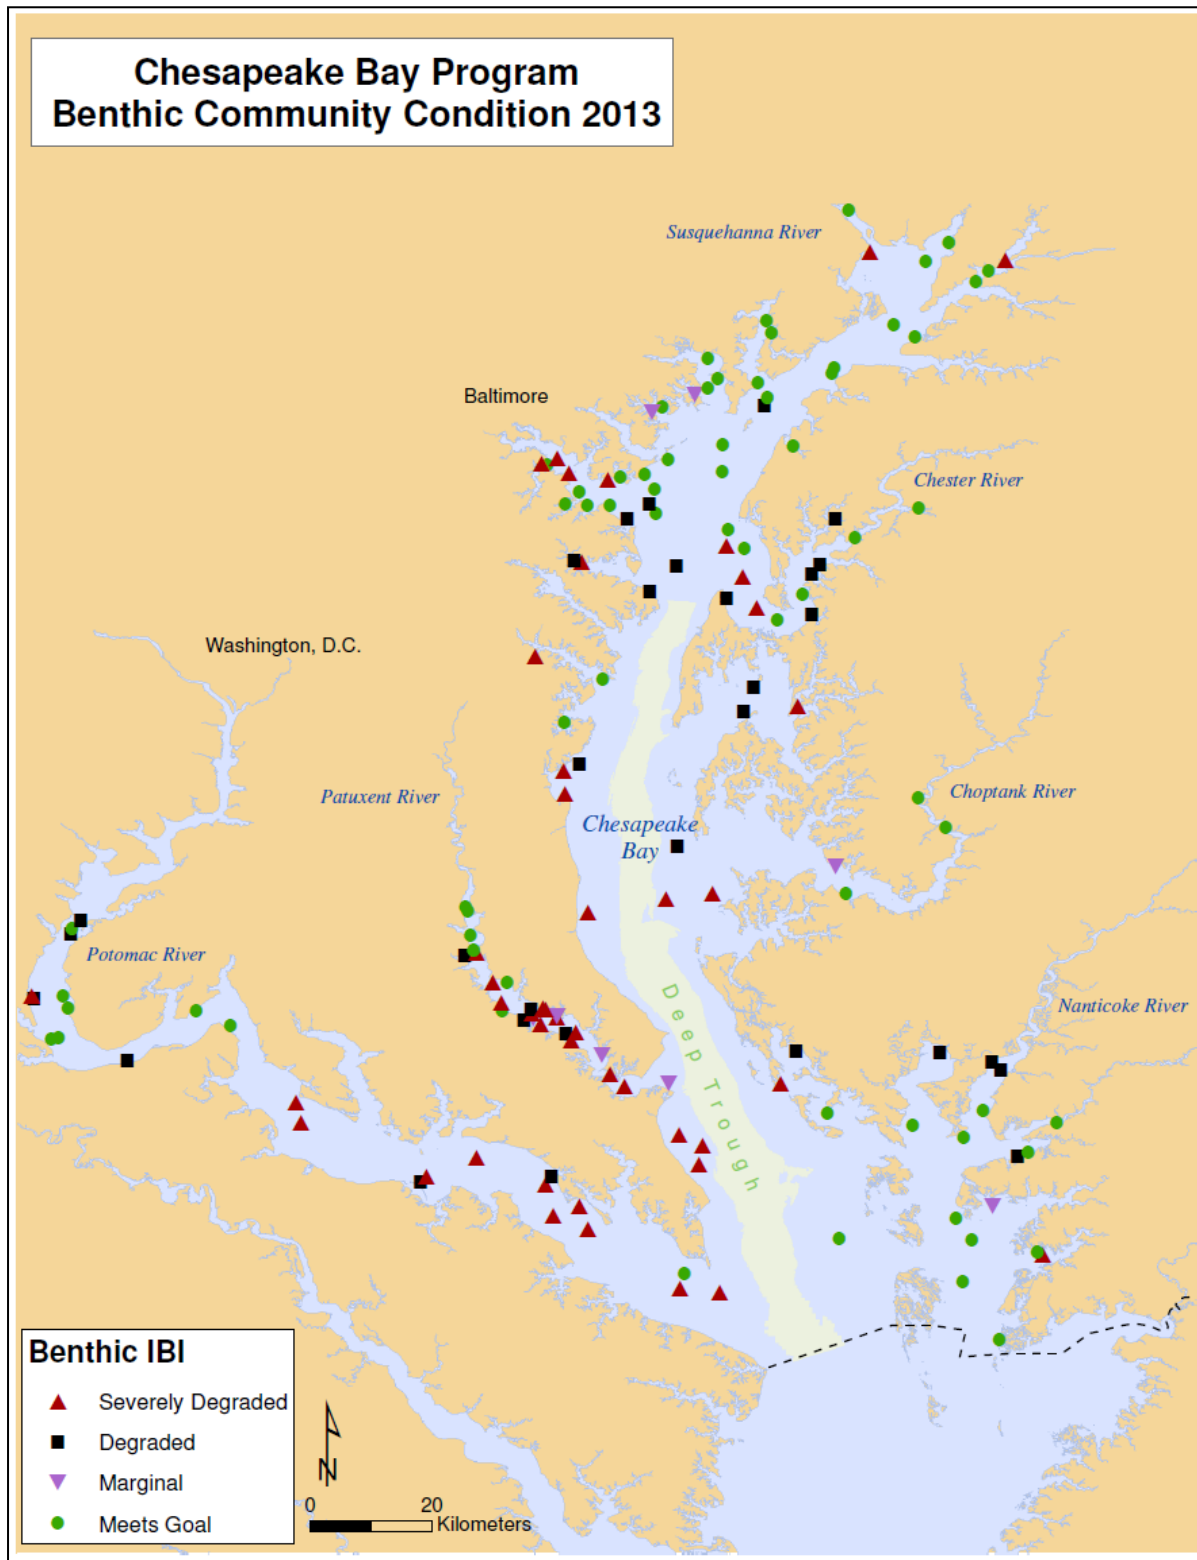 Chesapeake Bay Program
Benthic Community Condition 2013
Susquehanna River
Baltimore
Chester River
Washington, D.C.
Patuxent River
Choptank River
Chesapeake
Bay
Potomac River
Nanticoke River
Deep Trough
Benthic IBI
Severely Degraded
Degraded
Marginal
Meets Goal
N
0 20
Kilometers